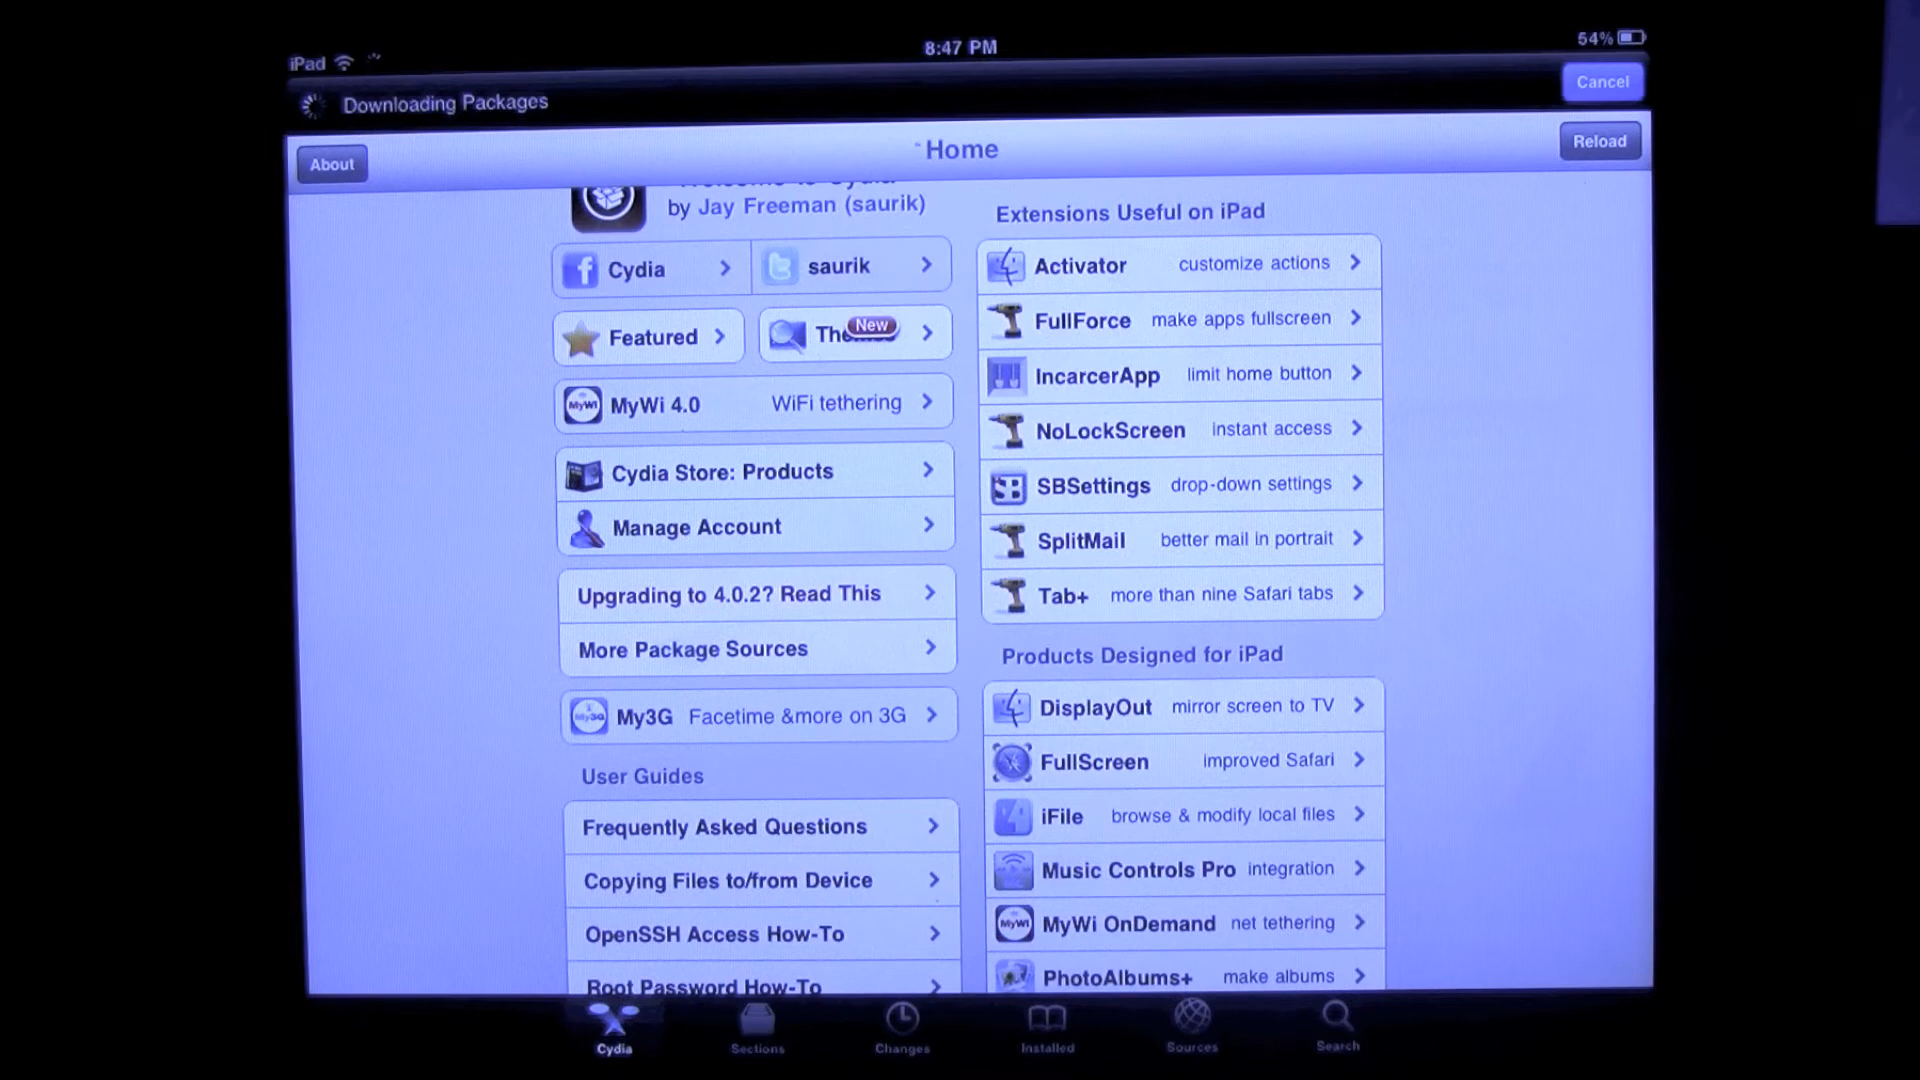 iPad
8:47 PM
54%
Downloading Packages
Cancel
About
Home
Reload
Welcome to Cydia
by Jay Freeman (saurik)
Cydia
saurik
Featured
New
MyWi
MyWi 4.0
WiFi tethering
Cydia Store: Products
Manage Account
Upgrading to 4.0.2? Read This
More Package Sources
My3G
My3G
Facetime &more on 3G
User Guides
Frequently Asked Questions
Copying Files to/from Device
OpenSSH Access How-To
Root Password How-To
Extensions Useful on iPad
Activator
customize actions
FullForce
make apps fullscreen
IncarcerApp
limit home button
NoLockScreen
instant access
SBSettings
drop-down settings
SplitMail
better mail in portrait
Tab+
more than nine Safari tabs
Products Designed for iPad
DisplayOut
mirror screen to TV
FullScreen
improved Safari
iFile
browse & modify local files
Music Controls Pro
integration
MyWi
MyWi OnDemand
net tethering
PhotoAlbums+
make albums
Cydia
Sections
Changes
Installed
Sources
Search